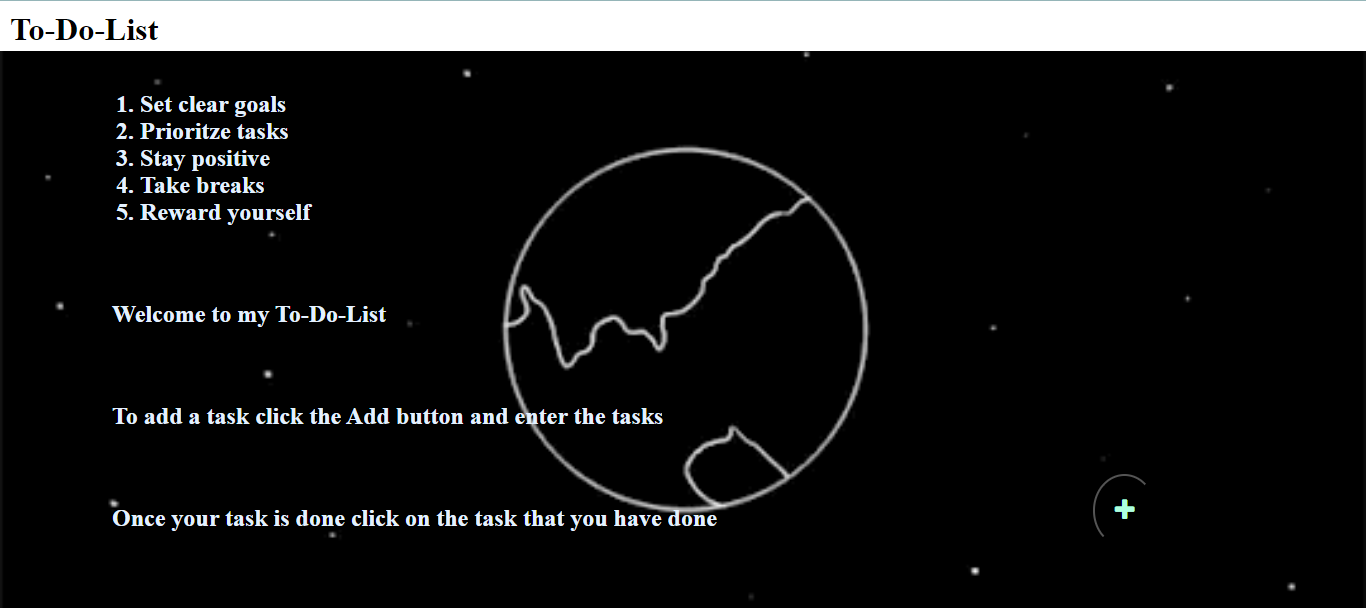 To-Do-List
1. Set clear goals
2. Prioritze tasks
3. Stay positive
4. Take breaks
5. Reward yourself
Welcome to my To-Do-List
To add a task click the Add button and enter the tasks
Once your task is done click on the task that you have done
+